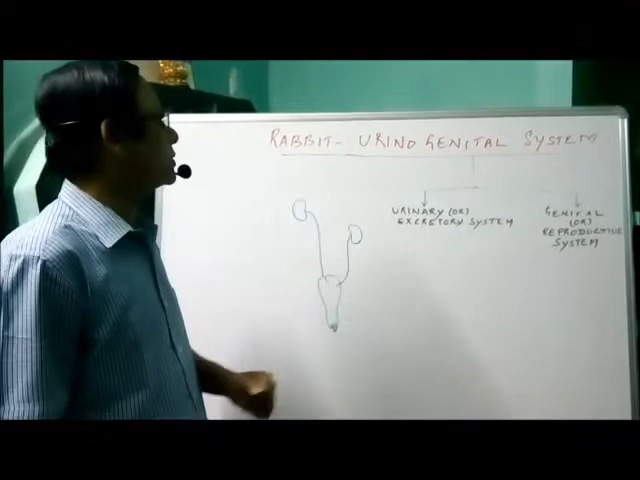 RABBIT - URINO GENITAL SYSTEM
URINARY (OR)
EXCRETORY SYSTEM
GENITAL
(OR)
REPRODUCTIVE
SYSTEM